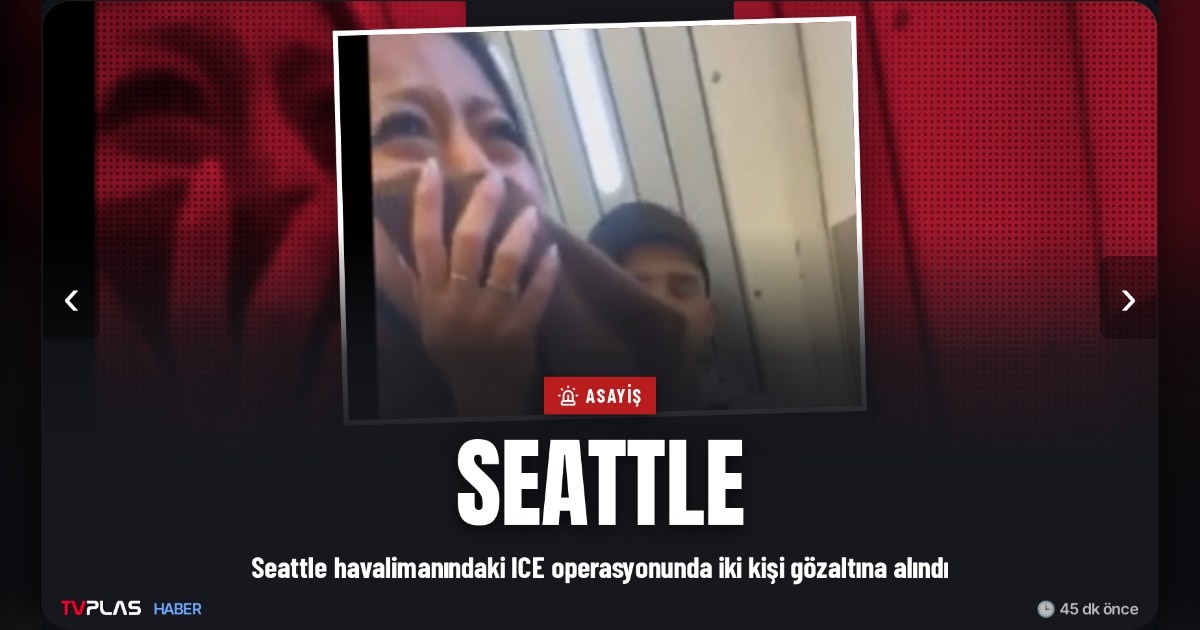 ASAYİŞ
SEATTLE
Seattle havalimanındaki ICE operasyonunda iki kişi gözaltına alındı
TVPLAS HABER
45 dk önce